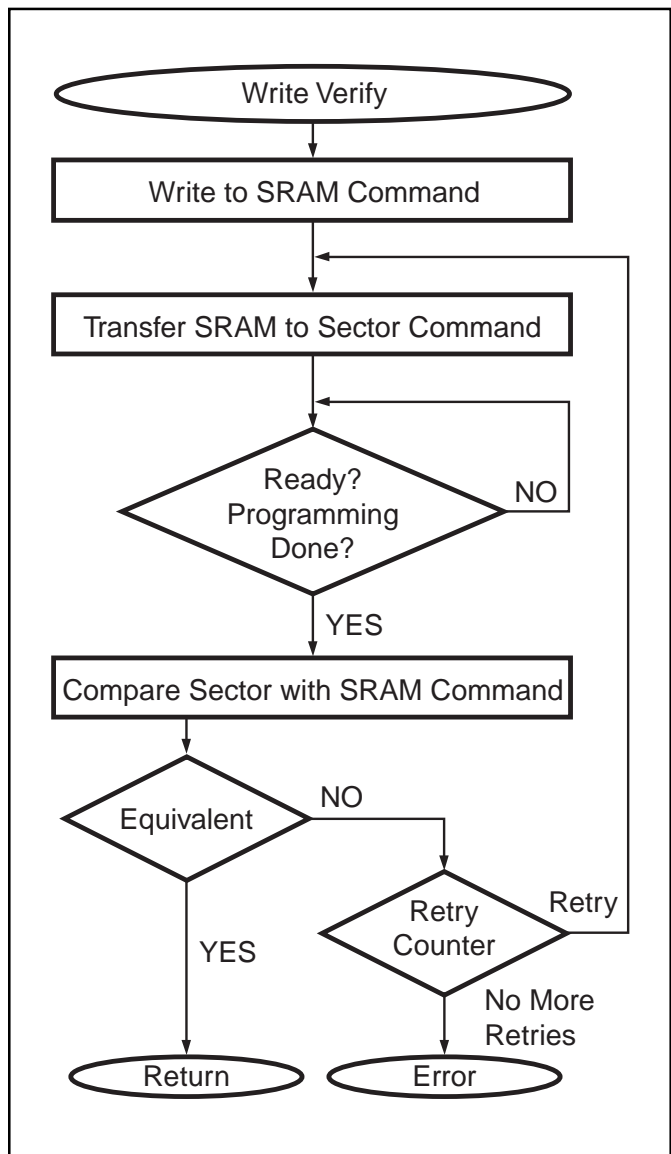 Write Verify
Write to SRAM Command
Transfer SRAM to Sector Command
Ready?
Programming
Done?
NO
YES
Compare Sector with SRAM Command
Equivalent
NO
Retry
Counter
Retry
YES
No More
Retries
Return
Error